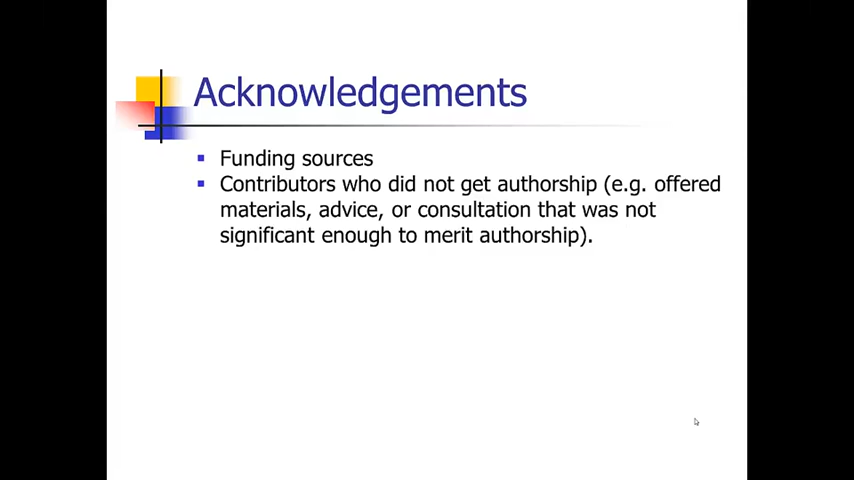 Acknowledgements
Funding sources
Contributors who did not get authorship (e.g. offered
materials, advice, or consultation that was not
significant enough to merit authorship).